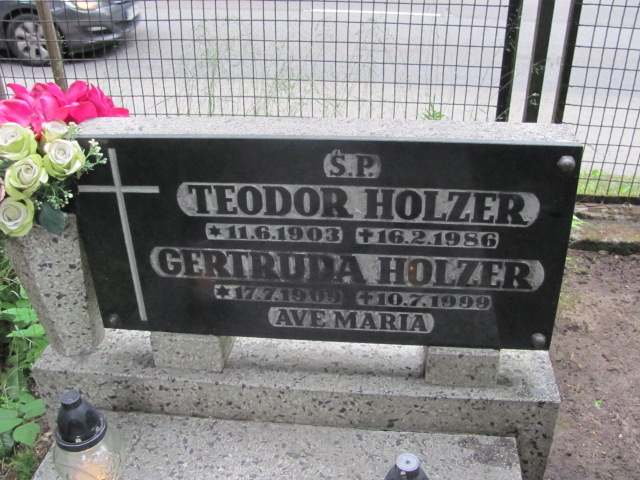 Ś.P.
TEODOR HOLZER
*11.6.1903 ✝16.2.1986
GERTRUDA HOLZER
*17.7.1909 ✝10.7.1999
AVE MARIA